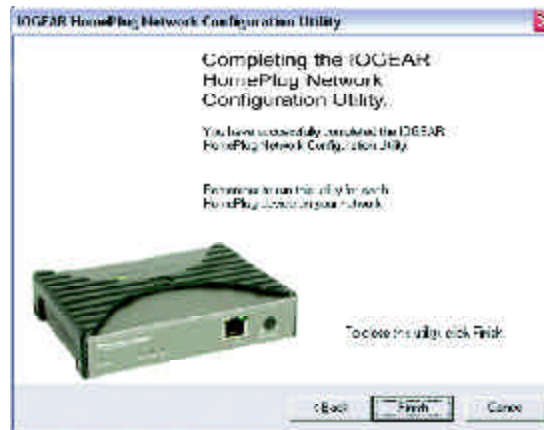 IOGEAR HomePlug Network Configuration Utility
Completing the IOGEAR
HomePlug Network
Configuration Utility.
You have successfully completed the IOGEAR
HomePlug Network Configuration Utility.
Remember to run this utility for each
HomePlug device on your network.
To close this utility, click Finish.
< Back
Finish
Cancel